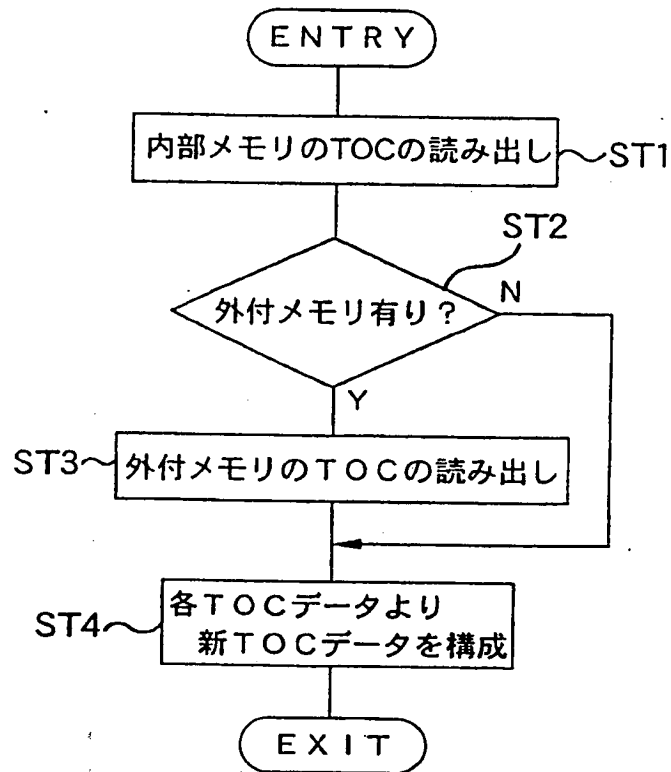 ENTRY
内部メモリのTOCの読み出し
ST1
ST2
外付メモリ有り?
N
Y
ST3
外付メモリのTOCの読み出し
ST4
各TOCデータより
新TOCデータを構成
EXIT